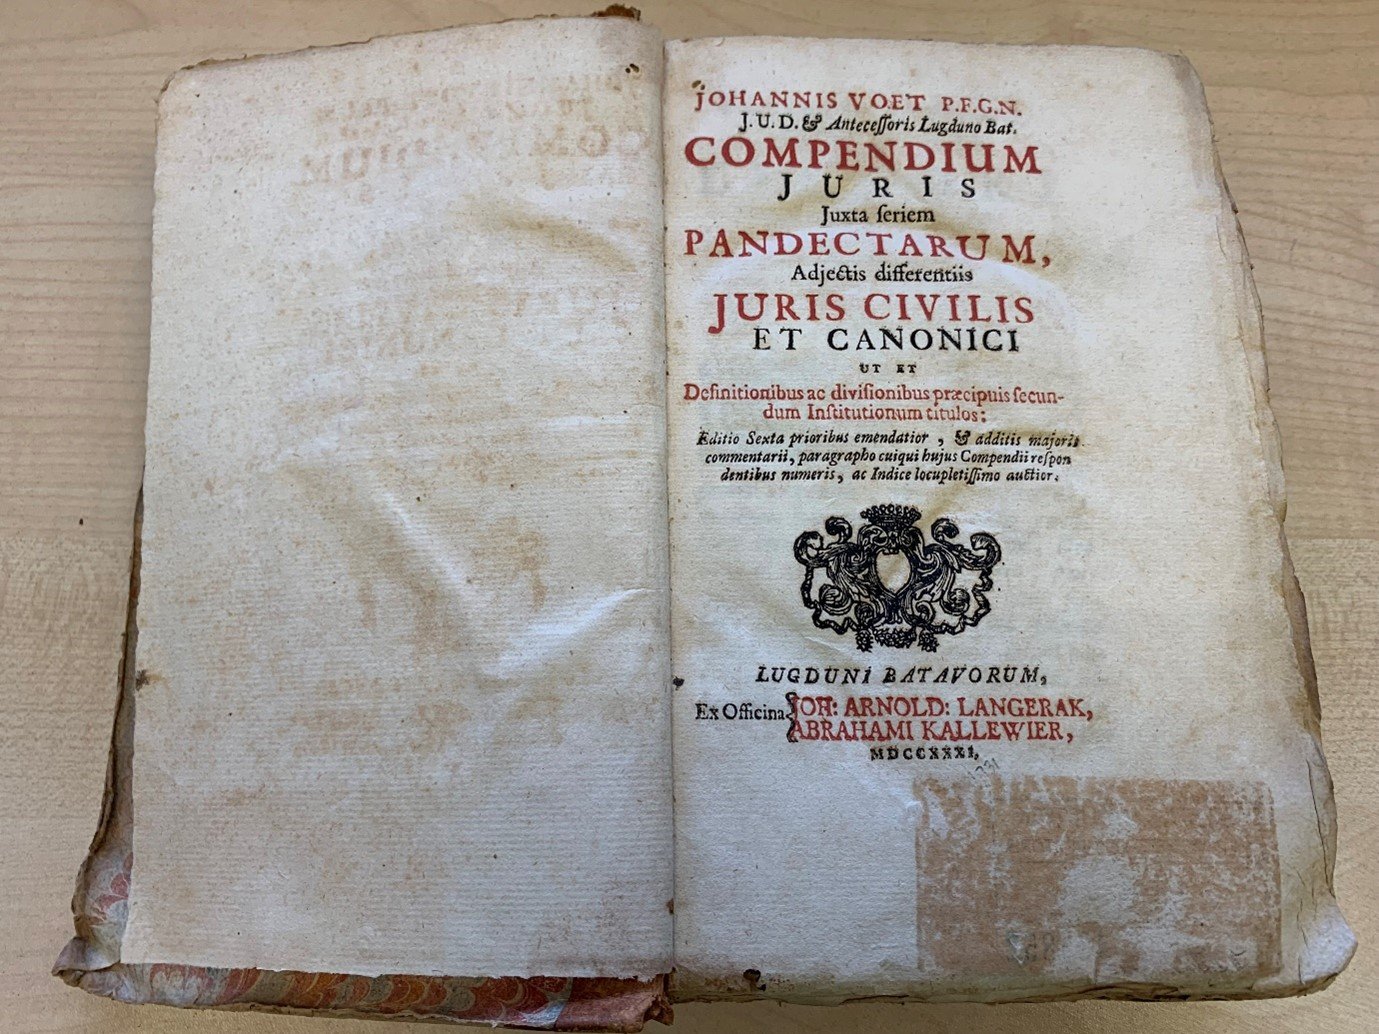 JOHANNIS VOET P.F.G.N.
J.U.D. & Anteceſſoris Lugduno Bat.
COMPENDIUM
JURIS
Juxta ſeriem
PANDECTARUM,
Adjectis differentiis
JURIS CIVILIS
ET CANONICI
UT ET
Definitionibus ac diviſionibus præcipuis ſecun-
dum Inſtitutionum titulos:
Editio Sexta prioribus emendatior, & additis majoris
commentarii, paragrapho cuiqui hujus Compendii reſpon
dentibus numeris, ac Indice locupletiſſimo auctior.
LUGDUNI BATAVORUM,
Ex Officina JOH: ARNOLD: LANGERAK,
ABRAHAMI KALLEWIER,
MDCCXXXI,
1731